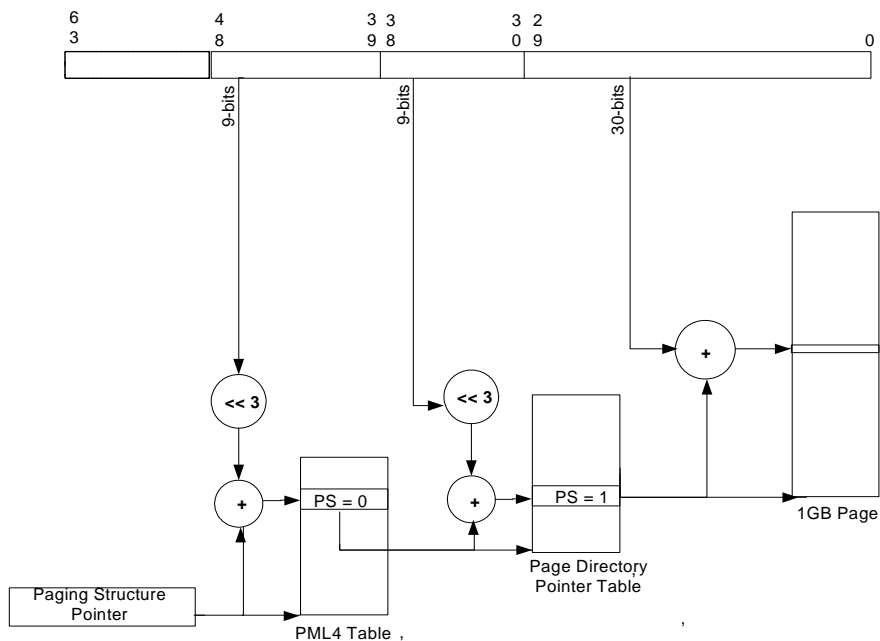 6 4 3 3 3 2
3 8 9 8 0 9 0
9-bits 9-bits 30-bits
+
<< 3 << 3
PS = 0 + PS = 1
+
1GB Page
Page Directory
Pointer Table
Paging Structure
Pointer
PML4 Table ,
,